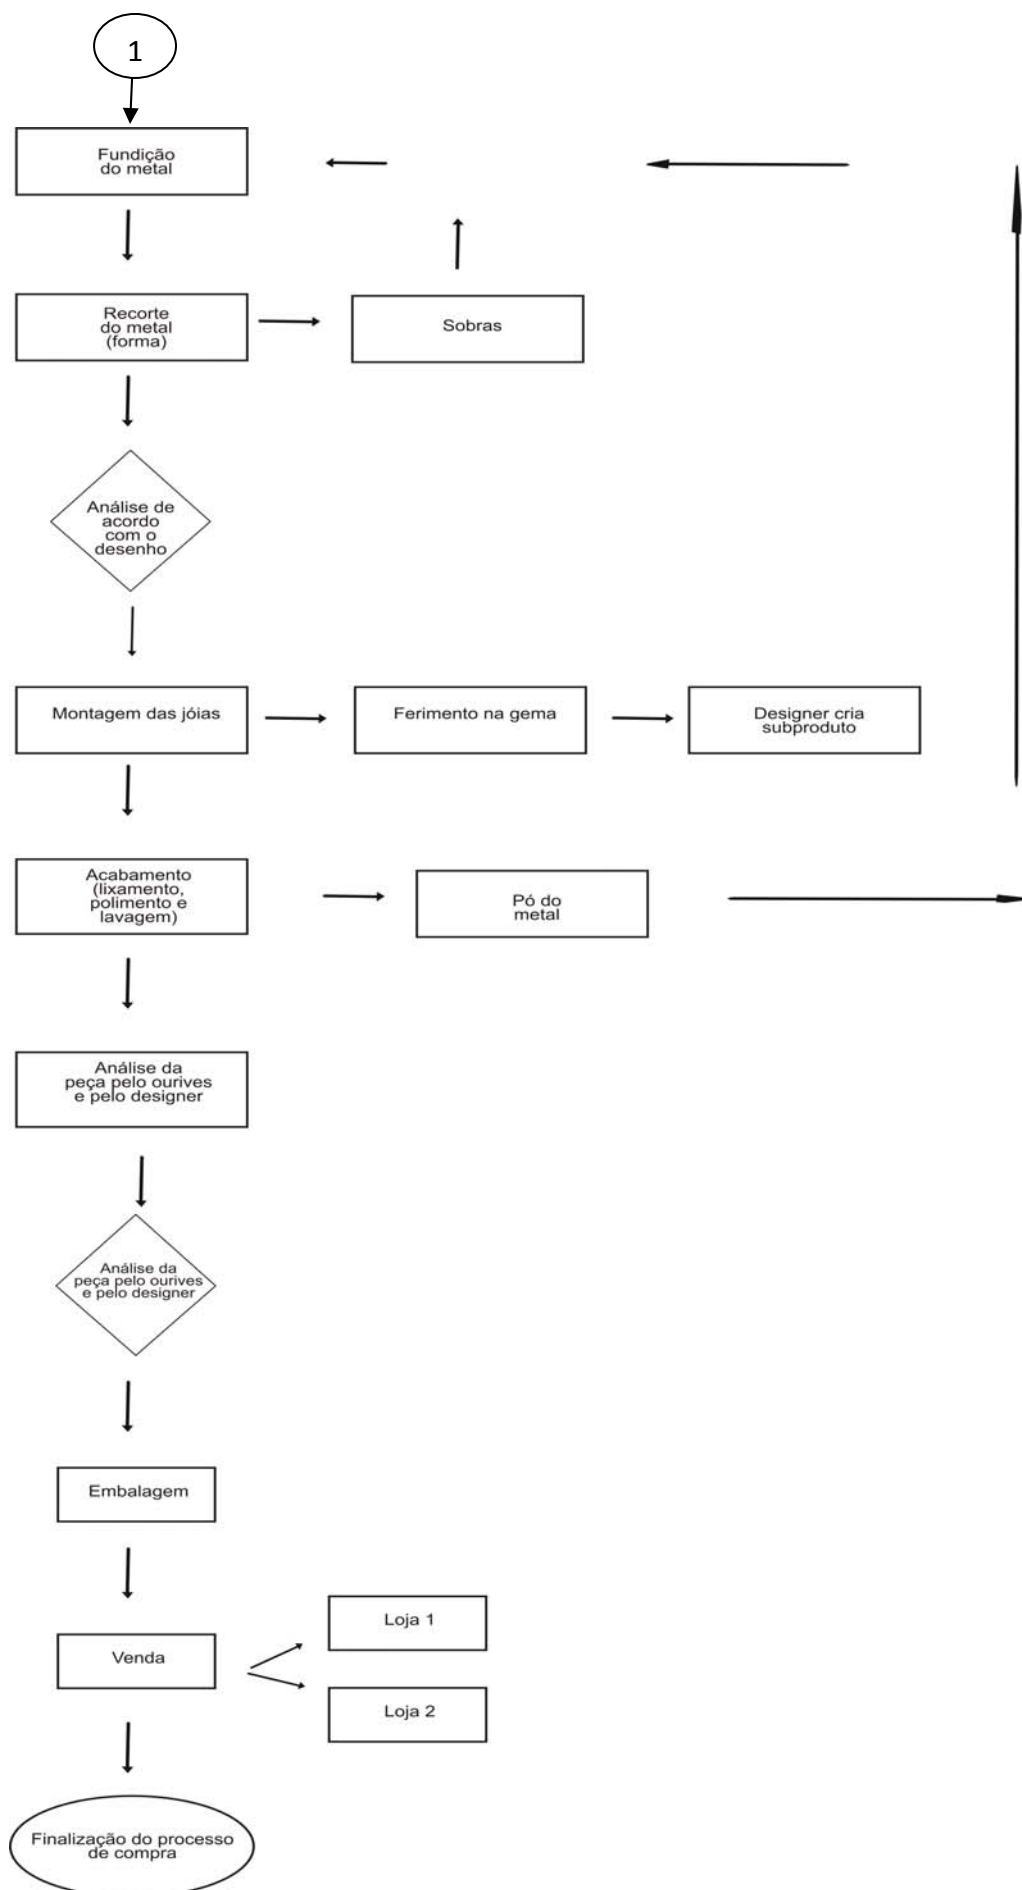 1
Fundição
do metal
Recorte
do metal
(forma)
Sobras
Análise de
acordo
com o
desenho
Montagem das jóias
Ferimento na gema
Designer cria
subproduto
Acabamento
(lixamento,
polimento e
lavagem)
Pó do
metal
Análise da
peça pelo ourives
e pelo designer
Análise da
peça pelo ourives
e pelo designer
Embalagem
Venda
Loja 1
Loja 2
Finalização do processo
de compra